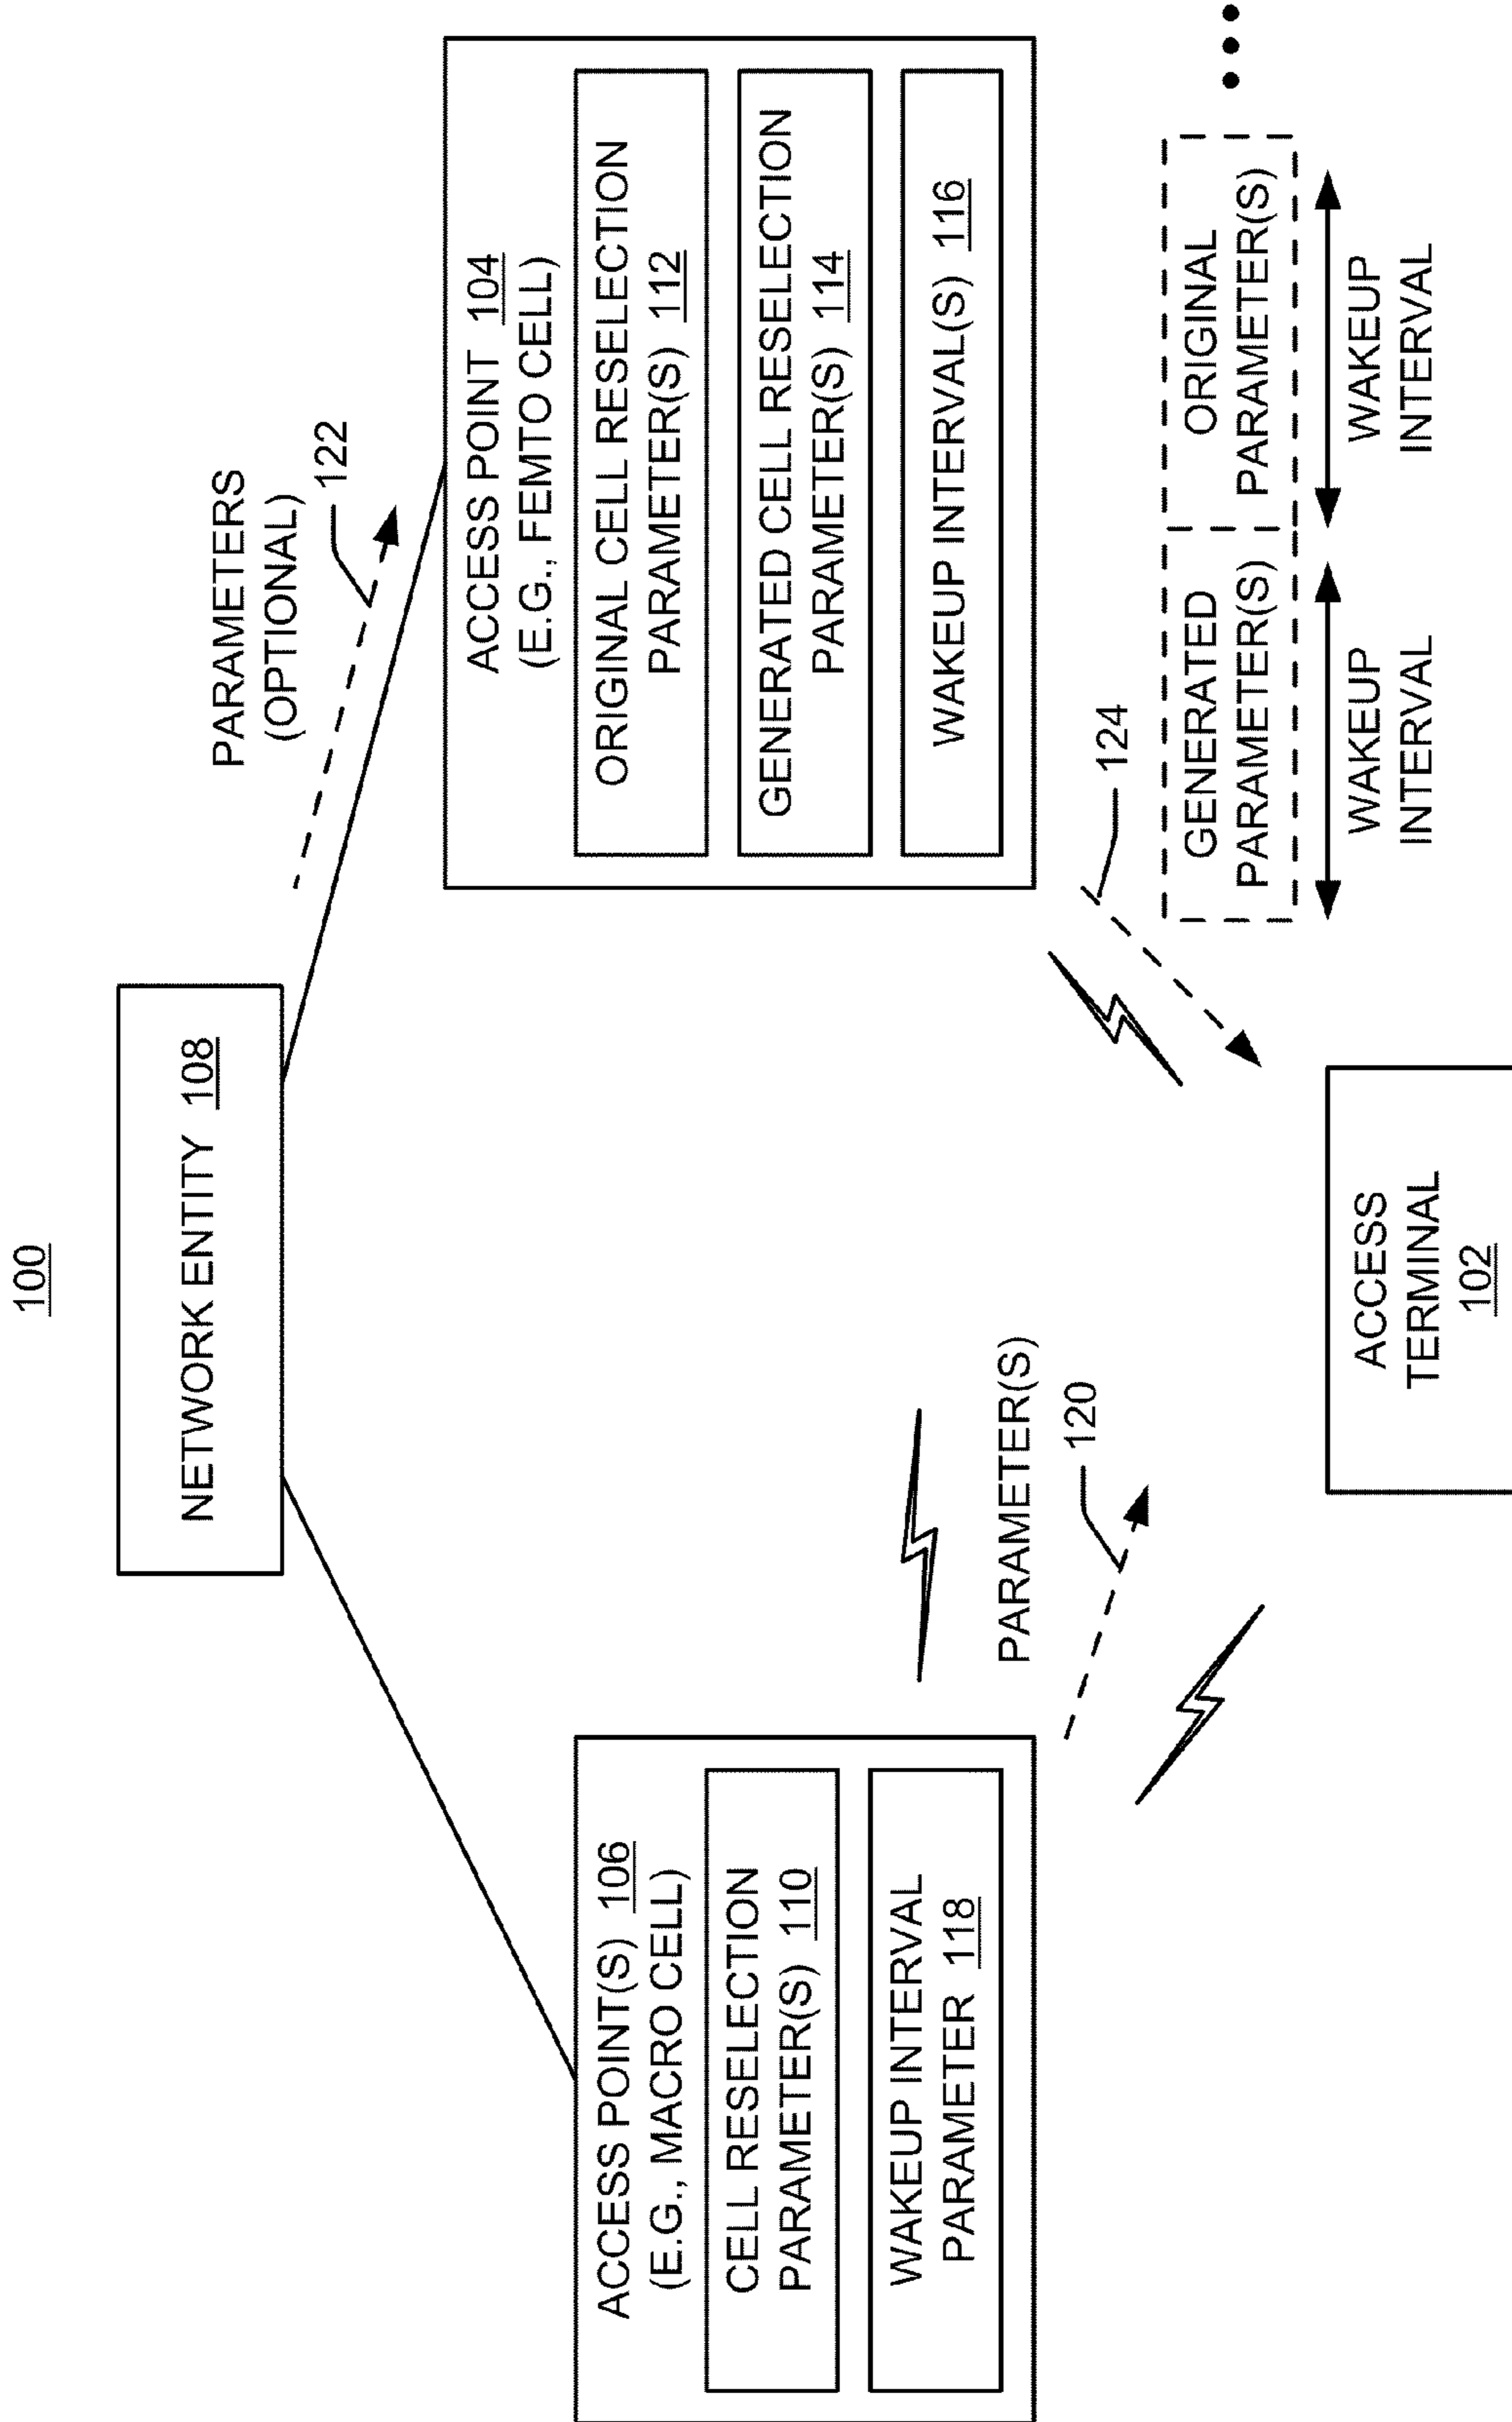 100
NETWORK ENTITY 108
PARAMETERS
(OPTIONAL)
122
ACCESS POINT(S) 106
(E.G., MACRO CELL)
CELL RESELECTION
PARAMETER(S) 110
WAKEUP INTERVAL
PARAMETER 118
ACCESS POINT 104
(E.G., FEMTO CELL)
ORIGINAL CELL RESELECTION
PARAMETER(S) 112
GENERATED CELL RESELECTION
PARAMETER(S) 114
WAKEUP INTERVAL(S) 116
PARAMETER(S)
120
124
GENERATED
PARAMETER(S)
ORIGINAL
PARAMETER(S)
WAKEUP
INTERVAL
WAKEUP
INTERVAL
ACCESS
TERMINAL
102